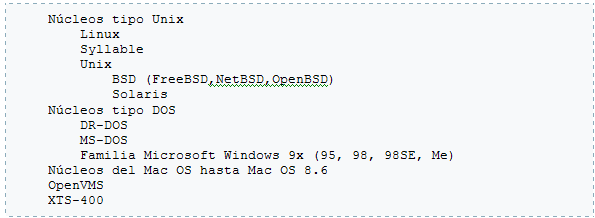 Núcleos tipo Unix
Linux
Syllable
Unix
BSD (FreeBSD,NetBSD,OpenBSD)
Solaris
Núcleos tipo DOS
DR-DOS
MS-DOS
Familia Microsoft Windows 9x (95, 98, 98SE, Me)
Núcleos del Mac OS hasta Mac OS 8.6
OpenVMS
XTS-400